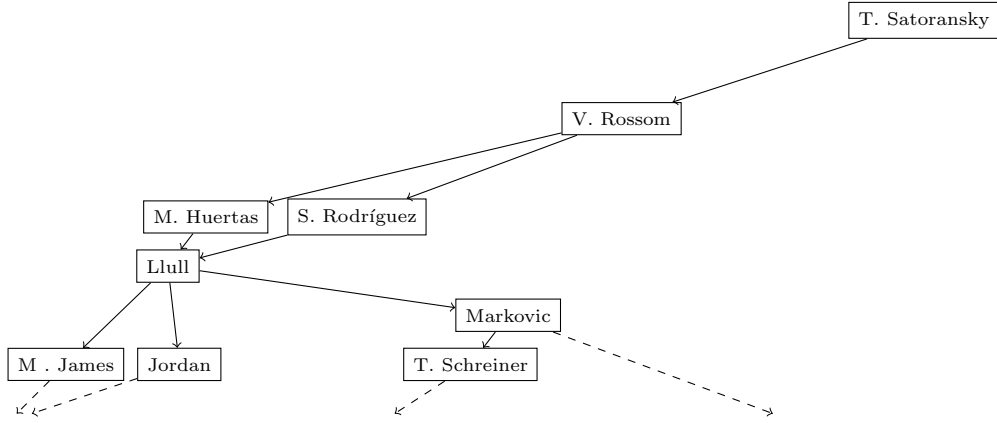 T. Satoransky
V. Rossom
M. Huertas
S. Rodríguez
Llull
Markovic
M . James
Jordan
T. Schreiner